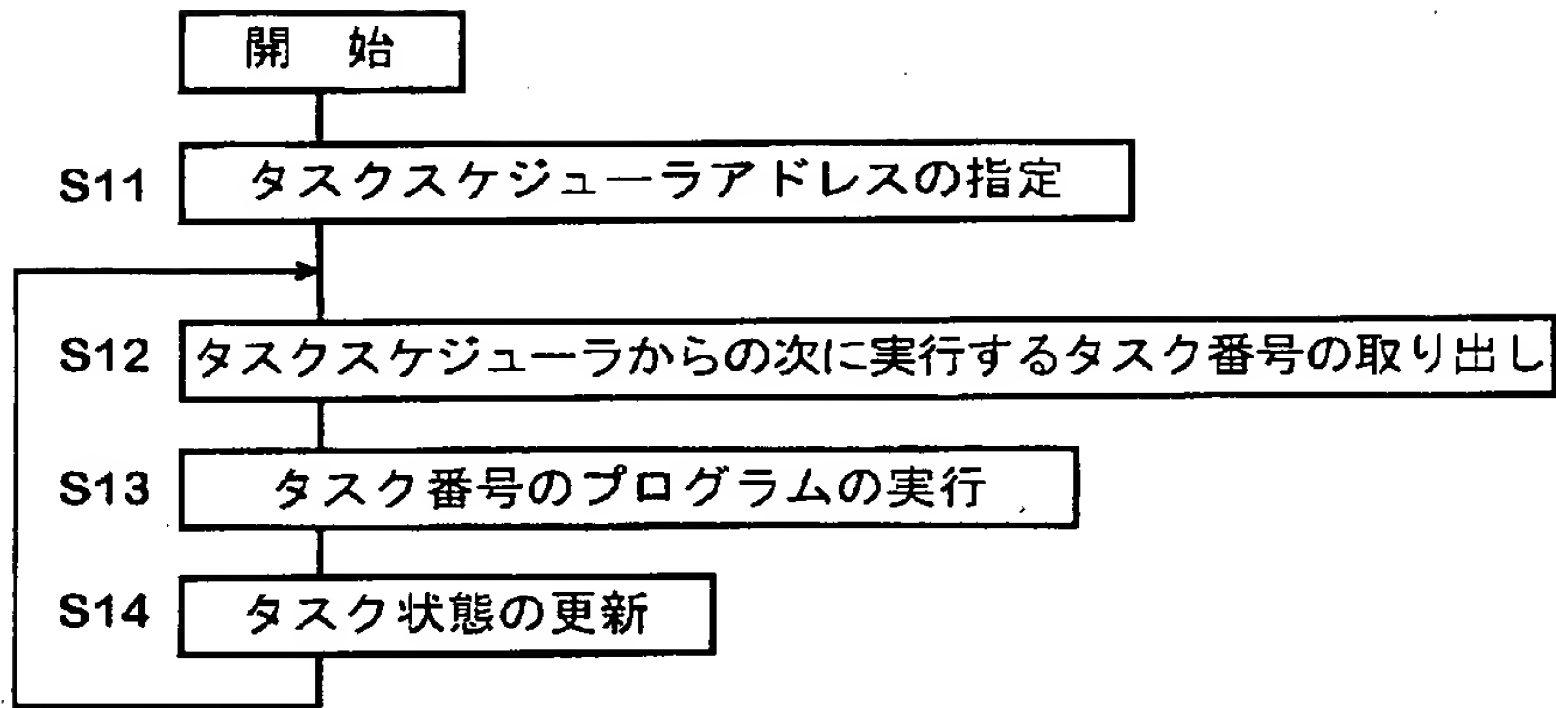 開 始
S11 タスクスケジューラアドレスの指定
S12 タスクスケジューラからの次に実行するタスク番号の取り出し
S13 タスク番号のプログラムの実行
S14 タスク状態の更新